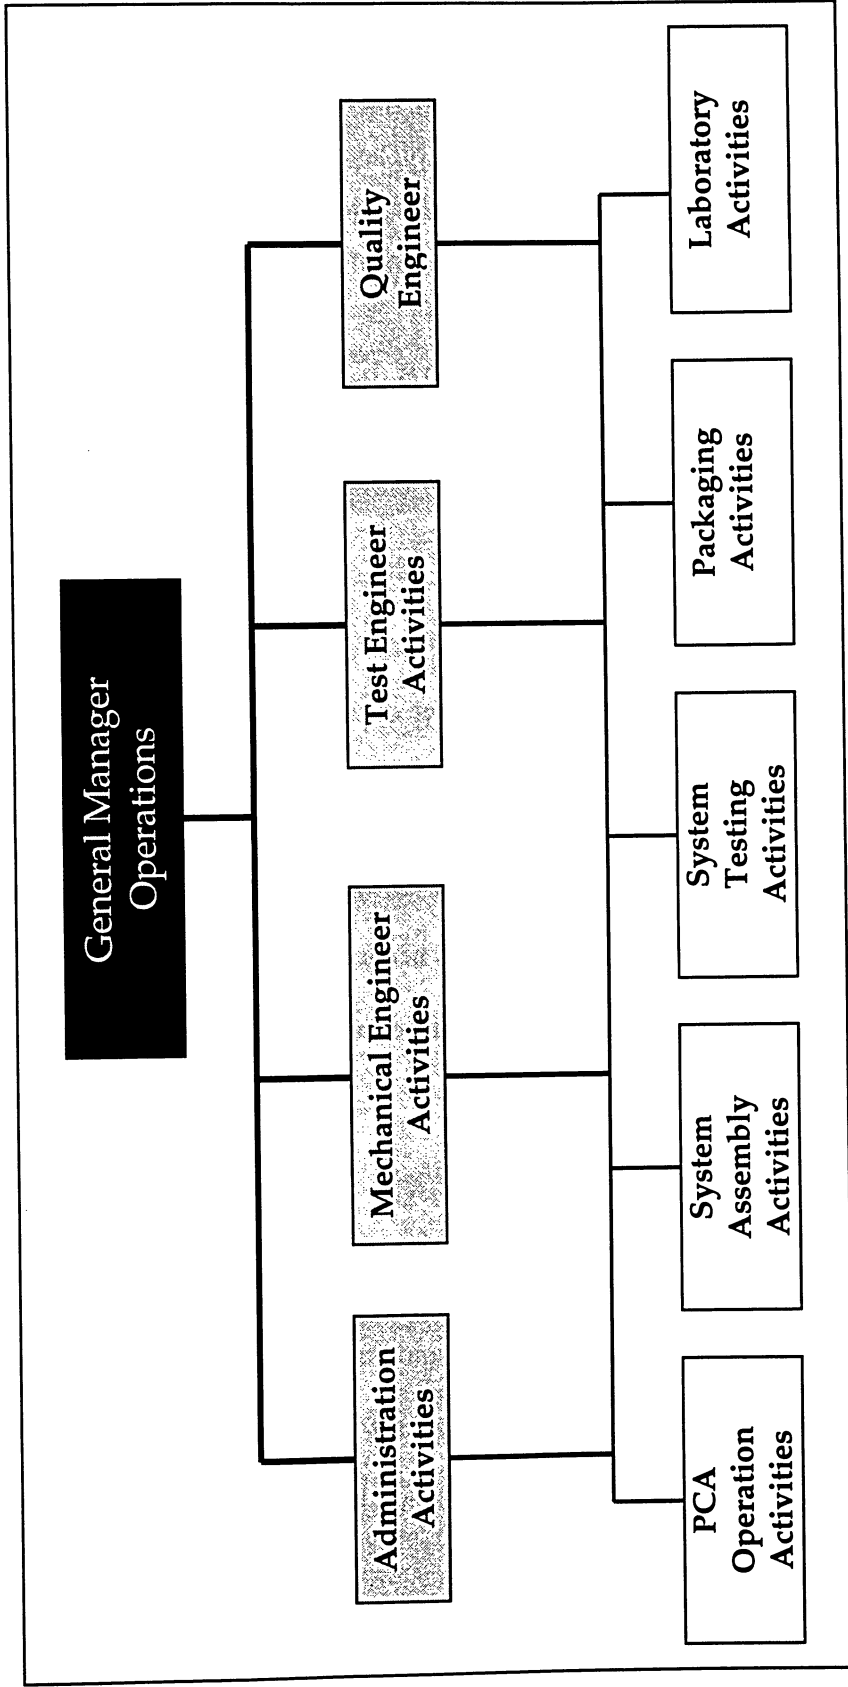 General Manager
Operations
Administration
Activities
Mechanical Engineer
Activities
Test Engineer
Activities
Quality
Engineer
PCA
Operation
Activities
System
Assembly
Activities
System
Testing
Activities
Packaging
Activities
Laboratory
Activities